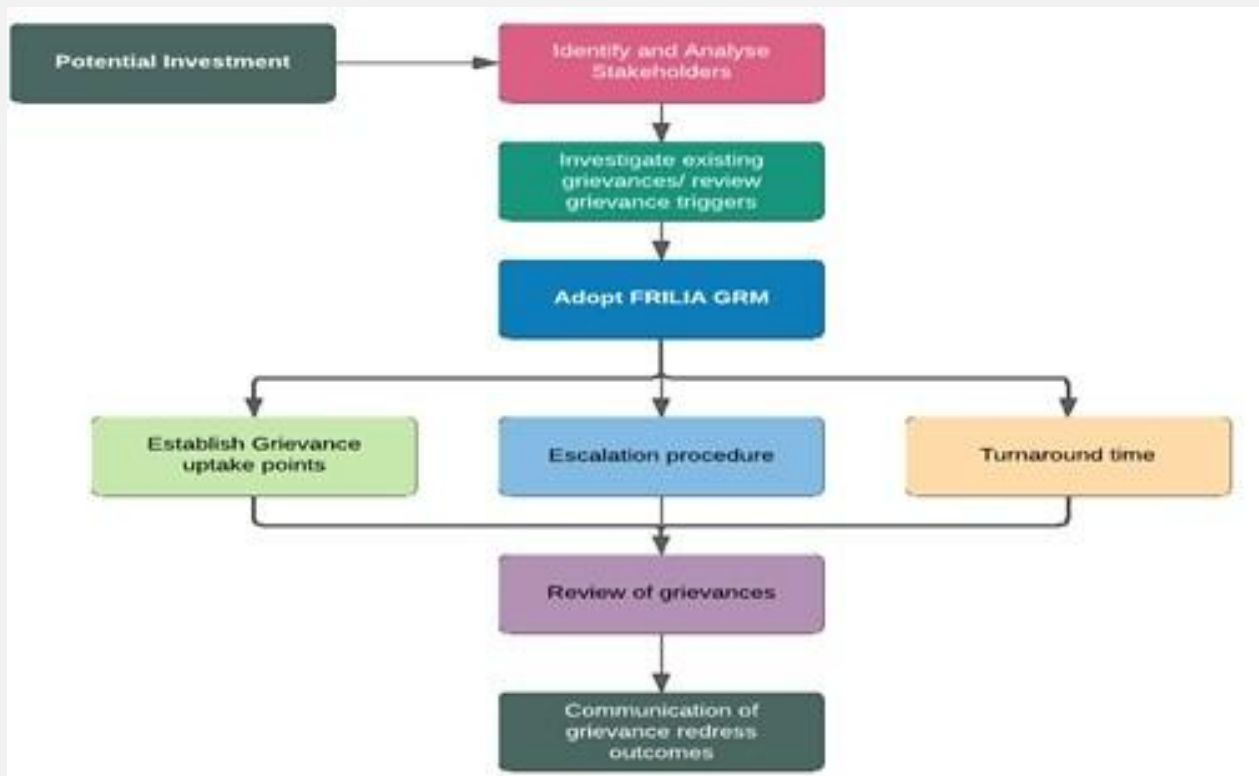 Potential Investment
Identify and Analyse
Stakeholders
Investigate existing
grievances/ review
grievance triggers
Adopt FRILIA GRM
Establish Grievance
uptake points
Escalation procedure
Turnaround time
Review of grievances
Communication of
grievance redress
outcomes